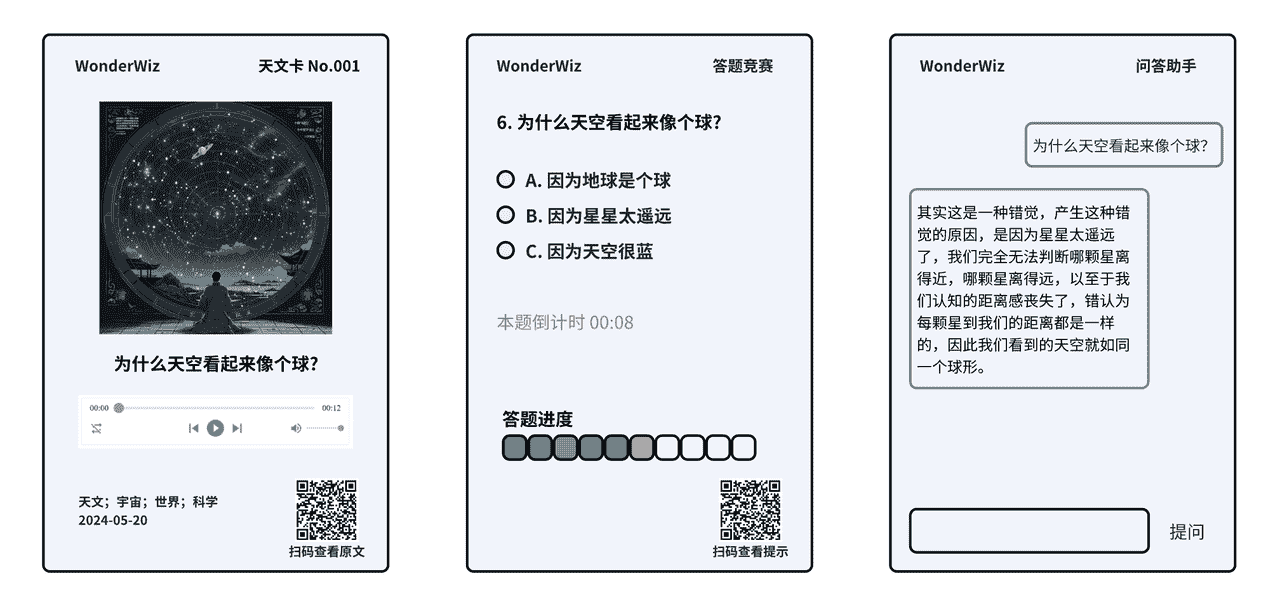 WonderWiz
天文卡 No.001
为什么天空看起来像个球?
00:00
00:12
天文；宇宙；世界；科学
2024-05-20
扫码查看原文
WonderWiz
答题竞赛
6. 为什么天空看起来像个球?
A. 因为地球是个球
B. 因为星星太遥远
C. 因为天空很蓝
本题倒计时 00:08
答题进度
扫码查看提示
WonderWiz
问答助手
为什么天空看起来像个球?
其实这是一种错觉，产生这种错
觉的原因，是因为星星太遥远
了，我们完全无法判断哪颗星离
得近，哪颗星离得远，以至于我
们认知的距离感丧失了，错认为
每颗星到我们的距离都是一样
的，因此我们看到的天空就如同
一个球形。
提问